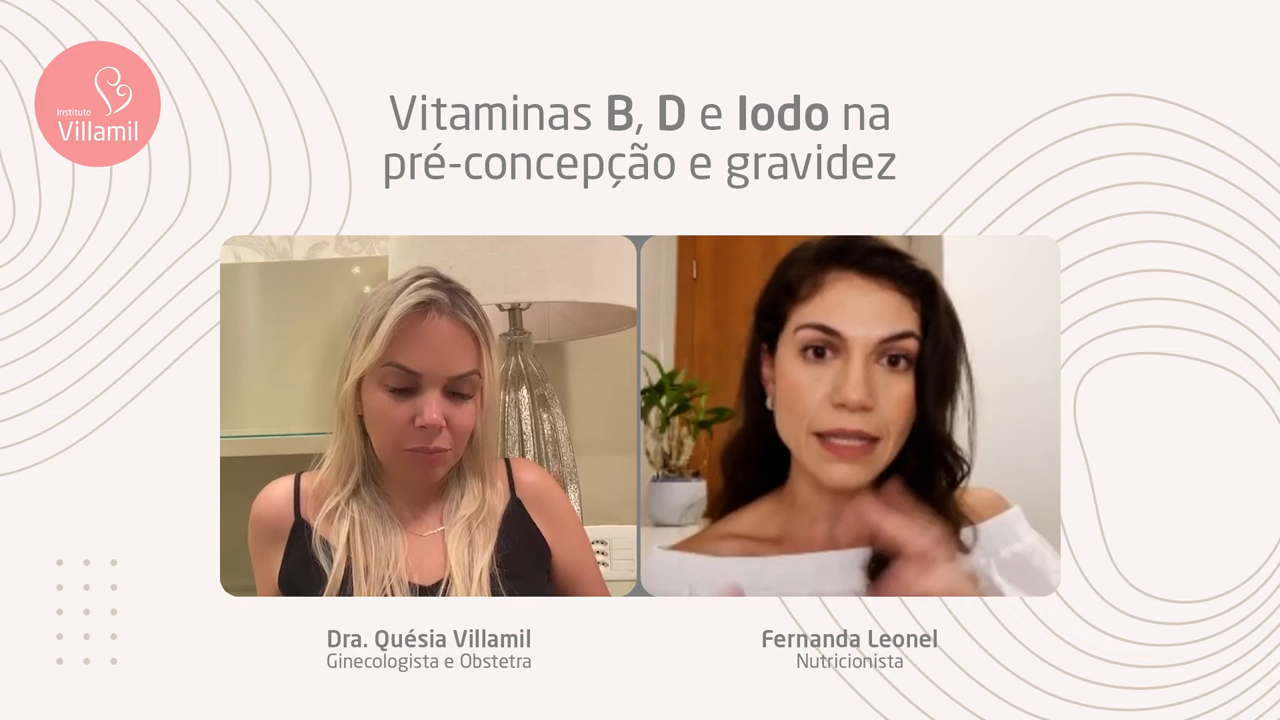 Instituto
Villamil
Vitaminas B, D e Iodo na
pré-concepção e gravidez
Dra. Quésia Villamil
Ginecologista e Obstetra
Fernanda Leonel
Nutricionista